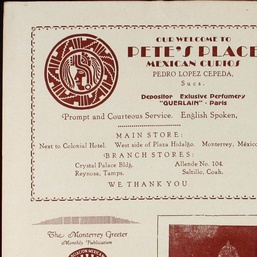 OUR WELCOME TO
PETE'S PLACE
MEXICAN CURIOS
PEDRO LOPEZ CEPEDA,
Sucs.
Depositor Exlusive Perfumery
"GUERLAIN" - Paris
Prompt and Courteous Service. English Spoken,
MAIN STORE:
Next to Colonial Hotel. West side of Plaza Hidalgo. Monterrey, México
BRANCH STORES:
Crystal Palace Bldg. Allende No. 104.
Reynosa, Tamps. Saltillo, Coah.
WE THANK YOU
The Monterrey Greeter
Monthly Publication